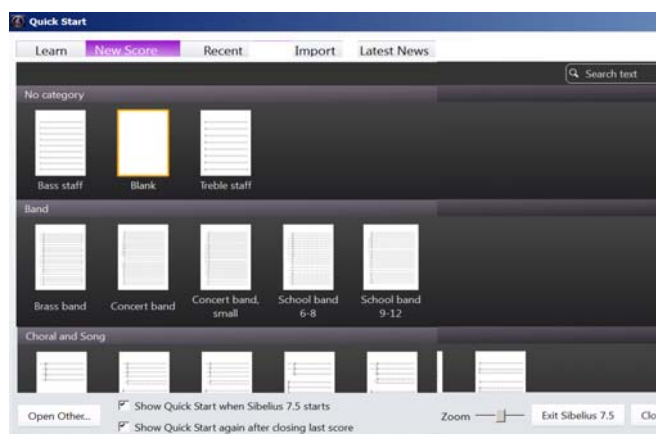 Quick Start
Learn New Score Recent Import Latest News
Search text
No category
Bass staff Blank Treble staff
Band
Brass band Concert band Concert band, small School band 6-8 School band 9-12
Choral and Song
Open Other... Show Quick Start when Sibelius 7.5 starts
Show Quick Start again after closing last score
Zoom Exit Sibelius 7.5 Clo